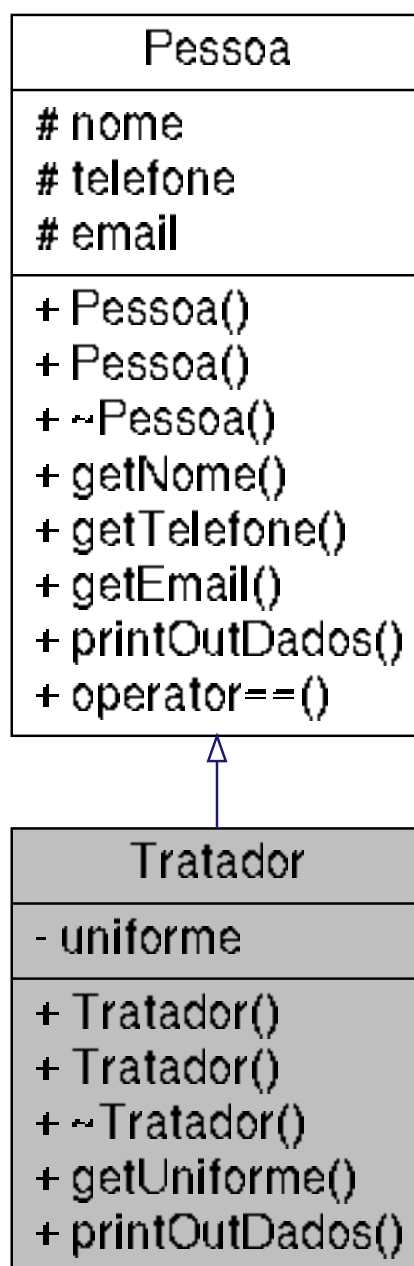 Pessoa
# nome
# telefone
# email
+ Pessoa()
+ Pessoa()
+ ~Pessoa()
+ getNome()
+ getTelefone()
+ getEmail()
+ printOutDados()
+ operator==()
Tratador
- uniforme
+ Tratador()
+ Tratador()
+ ~Tratador()
+ getUniforme()
+ printOutDados()